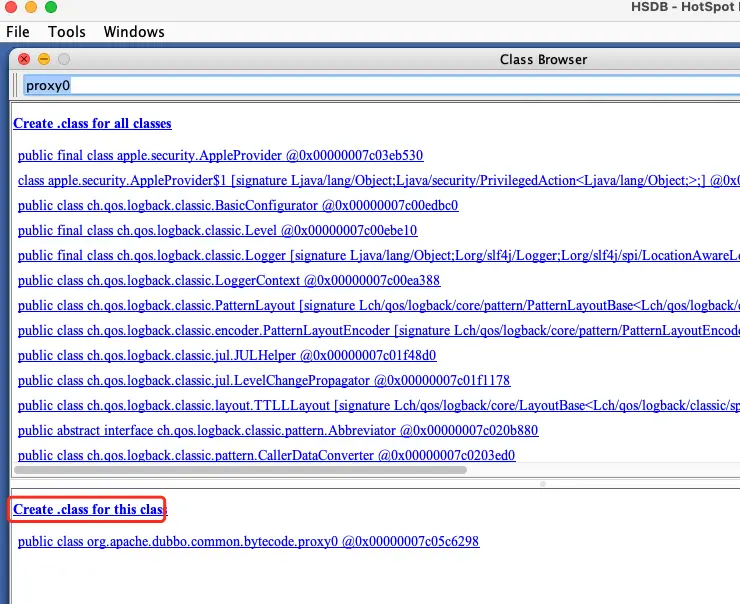 HSDB - HotSpot
File Tools Windows
Class Browser
proxy0
Create .class for all classes
public final class apple.security.AppleProvider @0x00000007c03eb530
class apple.security.AppleProvider$1 [signature Ljava/lang/Object;Ljava/security/PrivilegedAction<Ljava/lang/Object;>;] @0x0
public class ch.qos.logback.classic.BasicConfigurator @0x00000007c00edbc0
public final class ch.qos.logback.classic.Level @0x00000007c00ebe10
public final class ch.qos.logback.classic.Logger [signature Ljava/lang/Object;Lorg/slf4j/Logger;Lorg/slf4j/spi/LocationAwareLo
public class ch.qos.logback.classic.LoggerContext @0x00000007c00ea388
public class ch.qos.logback.classic.PatternLayout [signature Lch/qos/logback/core/pattern/PatternLayoutBase<Lch/qos/logback/c
public class ch.qos.logback.classic.encoder.PatternLayoutEncoder [signature Lch/qos/logback/core/pattern/PatternLayoutEncode
public class ch.qos.logback.classic.jul.JULHelper @0x00000007c01f48d0
public class ch.qos.logback.classic.jul.LevelChangePropagator @0x00000007c01f1178
public class ch.qos.logback.classic.layout.TTLLLayout [signature Lch/qos/logback/core/LayoutBase<Lch/qos/logback/classic/sp
public abstract interface ch.qos.logback.classic.pattern.Abbreviator @0x00000007c020b880
public class ch.qos.logback.classic.pattern.CallerDataConverter @0x00000007c0203ed0
Create .class for this class
public class org.apache.dubbo.common.bytecode.proxy0 @0x00000007c05c6298